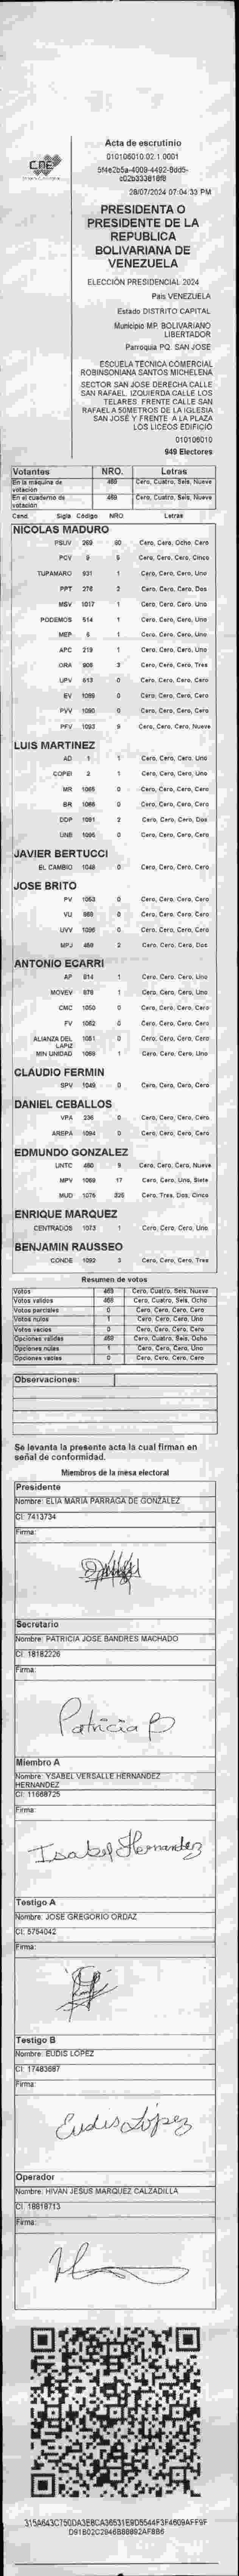 CNE
Acta de escrutinio
010106010.02.1.0001
28/07/2024 07:04:33 PM
PRESIDENTA O
PRESIDENTE DE LA
REPUBLICA
BOLIVARIANA DE
VENEZUELA
ELECCIÓN PRESIDENCIAL 2024
Pais VENEZUELA
Estado DISTRITO CAPITAL
Municipio MP. BOLIVARIANO
LIBERTADOR
Parroquia PQ. SAN JOSE
ESCUELA TECNICA COMERCIAL
ROBINSONIANA SANTOS MICHELENA
SECTOR SAN JOSE DERECHA CALLE
SAN RAFAEL. IZQUIERDA CALLE LOS
TELARES. FRENTE CALLE SAN
RAFAEL A 50METROS DE LA IGLESIA
SAN JOSE Y FRENTE A LA PLAZA
LOS LICEOS EDIFICIO
010106010
949 Electores
Votantes NRO. Letras
En la máquina de votación 469 Cero, Cuatro, Seis, Nueve
En el cuaderno de votación 469 Cero, Cuatro, Seis, Nueve
Cand. Sigla Código NRO Letras
NICOLAS MADURO
PSUV 269 80 Cero, Cero, Ocho, Cero
PCV 9 5 Cero, Cero, Cero, Cinco
TUPAMARO 931 1 Cero, Cero, Cero, Uno
PPT 276 2 Cero, Cero, Cero, Dos
MSV 1017 1 Cero, Cero, Cero, Uno
PODEMOS 514 1 Cero, Cero, Cero, Uno
MEP 6 1 Cero, Cero, Cero, Uno
APC 219 1 Cero, Cero, Cero, Uno
ORA 906 3 Cero, Cero, Cero, Tres
UPV 613 0 Cero, Cero, Cero, Cero
EV 1089 0 Cero, Cero, Cero, Cero
PVV 1090 0 Cero, Cero, Cero, Cero
PFV 1093 9 Cero, Cero, Cero, Nueve
LUIS MARTINEZ
AD 1 1 Cero, Cero, Cero, Uno
COPEI 2 1 Cero, Cero, Cero, Uno
MR 1065 0 Cero, Cero, Cero, Cero
BR 1066 0 Cero, Cero, Cero, Cero
DDP 1091 2 Cero, Cero, Cero, Dos
UNE 1095 0 Cero, Cero, Cero, Cero
JAVIER BERTUCCI
EL CAMBIO 1048 0 Cero, Cero, Cero, Cero
JOSE BRITO
PV 1053 0 Cero, Cero, Cero, Cero
VU 888 0 Cero, Cero, Cero, Cero
UVV 1096 0 Cero, Cero, Cero, Cero
MPJ 489 2 Cero, Cero, Cero, Dos
ANTONIO ECARRI
AP 814 1 Cero, Cero, Cero, Uno
MOVEV 879 1 Cero, Cero, Cero, Uno
CMC 1050 0 Cero, Cero, Cero, Cero
FV 1062 0 Cero, Cero, Cero, Cero
ALIANZA DEL LAPIZ 1051 0 Cero, Cero, Cero, Cero
MIN UNIDAD 1069 1 Cero, Cero, Cero, Uno
CLAUDIO FERMIN
SPV 1049 0 Cero, Cero, Cero, Cero
DANIEL CEBALLOS
VPA 236 0 Cero, Cero, Cero, Cero
AREPA 1094 0 Cero, Cero, Cero, Cero
EDMUNDO GONZALEZ
UNTC 480 9 Cero, Cero, Cero, Nueve
MPV 1069 17 Cero, Cero, Uno, Siete
MUD 1075 325 Cero, Tres, Dos, Cinco
ENRIQUE MARQUEZ
CENTRADOS 1073 1 Cero, Cero, Cero, Uno
BENJAMIN RAUSSEO
CONDE 1092 3 Cero, Cero, Cero, Tres
Resumen de votos
Votos 469 Cero, Cuatro, Seis, Nueve
Votos validos 468 Cero, Cuatro, Seis, Ocho
Votos parciales 0 Cero, Cero, Cero, Cero
Votos nulos 1 Cero, Cero, Cero, Uno
Votos vacios 0 Cero, Cero, Cero, Cero
Opciones validas 468 Cero, Cuatro, Seis, Ocho
Opciones nulas 1 Cero, Cero, Cero, Uno
Opciones vacias 0 Cero, Cero, Cero, Cero
Observaciones:
Se levanta la presente acta la cual firman en
señal de conformidad.
Miembros de la mesa electoral
Presidente
Nombre: ELIA MARIA PARRAGA DE GONZALEZ
CI: 7413734
Firma:
Secretario
Nombre: PATRICIA JOSE BANDRES MACHADO
CI: 18182226
Firma:
Patricia B
Miembro A
Nombre: YSABEL VERSALLE HERNANDEZ
HERNANDEZ
CI: 11668725
Firma:
Isabel Hernandez
Testigo A
Nombre: JOSE GREGORIO ORDAZ
CI: 5754042
Firma:
Testigo B
Nombre: EUDIS LOPEZ
CI: 17483687
Firma:
Eudis López
Operador
Nombre: HIVAN JESUS MARQUEZ CALZADILLA
CI: 18818713
Firma: